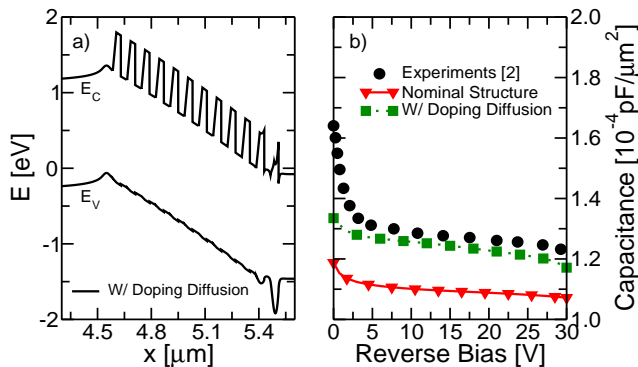 a)
E_C
E_V
W/ Doping Diffusion
E [eV]
2
1
0
-1
-2
4.5
4.8
5.1
5.4
x [μm]
b)
Experiments [2]
Nominal Structure
W/ Doping Diffusion
Capacitance [10^-4 pF/μm^2]
2.0
1.8
1.6
1.4
1.2
1.0
0
5
10
15
20
25
30
Reverse Bias [V]